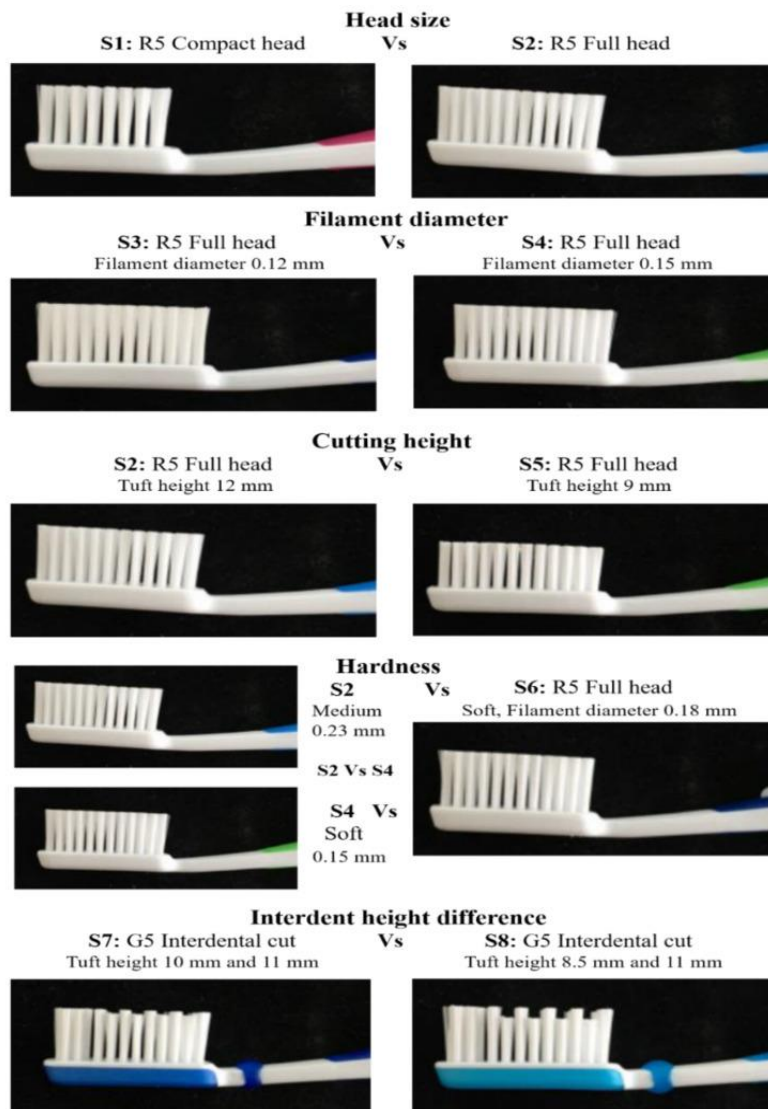 Head size
S1: R5 Compact head Vs S2: R5 Full head
Filament diameter
S3: R5 Full head Vs S4: R5 Full head
Filament diameter 0.12 mm Filament diameter 0.15 mm
Cutting height
S2: R5 Full head Vs S5: R5 Full head
Tuft height 12 mm Tuft height 9 mm
Hardness
S2 Vs S6: R5 Full head
Medium Soft, Filament diameter 0.18 mm
0.23 mm
S2 Vs S4
S4 Vs
Soft
0.15 mm
Interdent height difference
S7: G5 Interdental cut Vs S8: G5 Interdental cut
Tuft height 10 mm and 11 mm Tuft height 8.5 mm and 11 mm